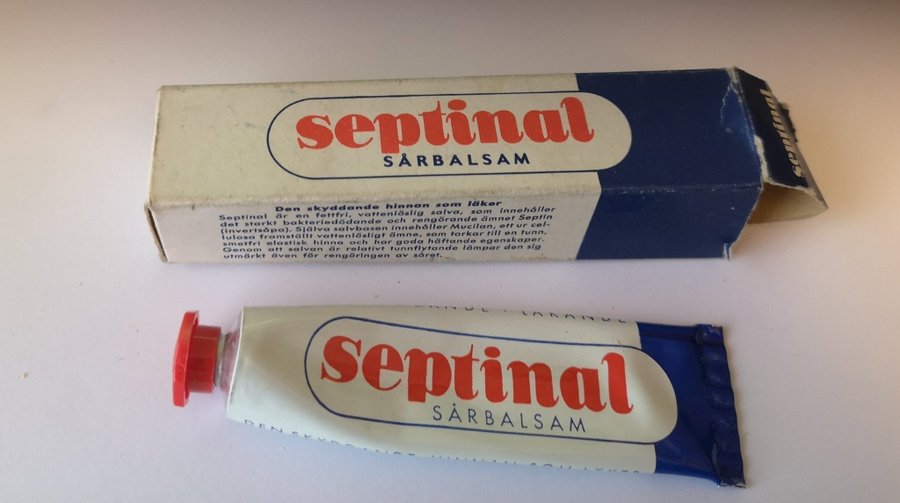 septinal
SÅRBALSAM
septinal
Den skyddande hinnan som läker
Septinal är en fettfri, vattenlöslig salva, som innehåller
det starkt bakteriedödande och rengörande ämnet Septin
(invertsåpa). Själva salvbasen innehåller Mucilan, ett ur cel-
lulosa framställt vattenlösligt ämne, som torkar till en tunn,
smetfri elastisk hinna och har goda häftande egenskaper.
Genom att salvan är relativt tunnflytande lämpar den sig
utmärkt även för rengöringen av såret.
septinal
SÅRBALSAM